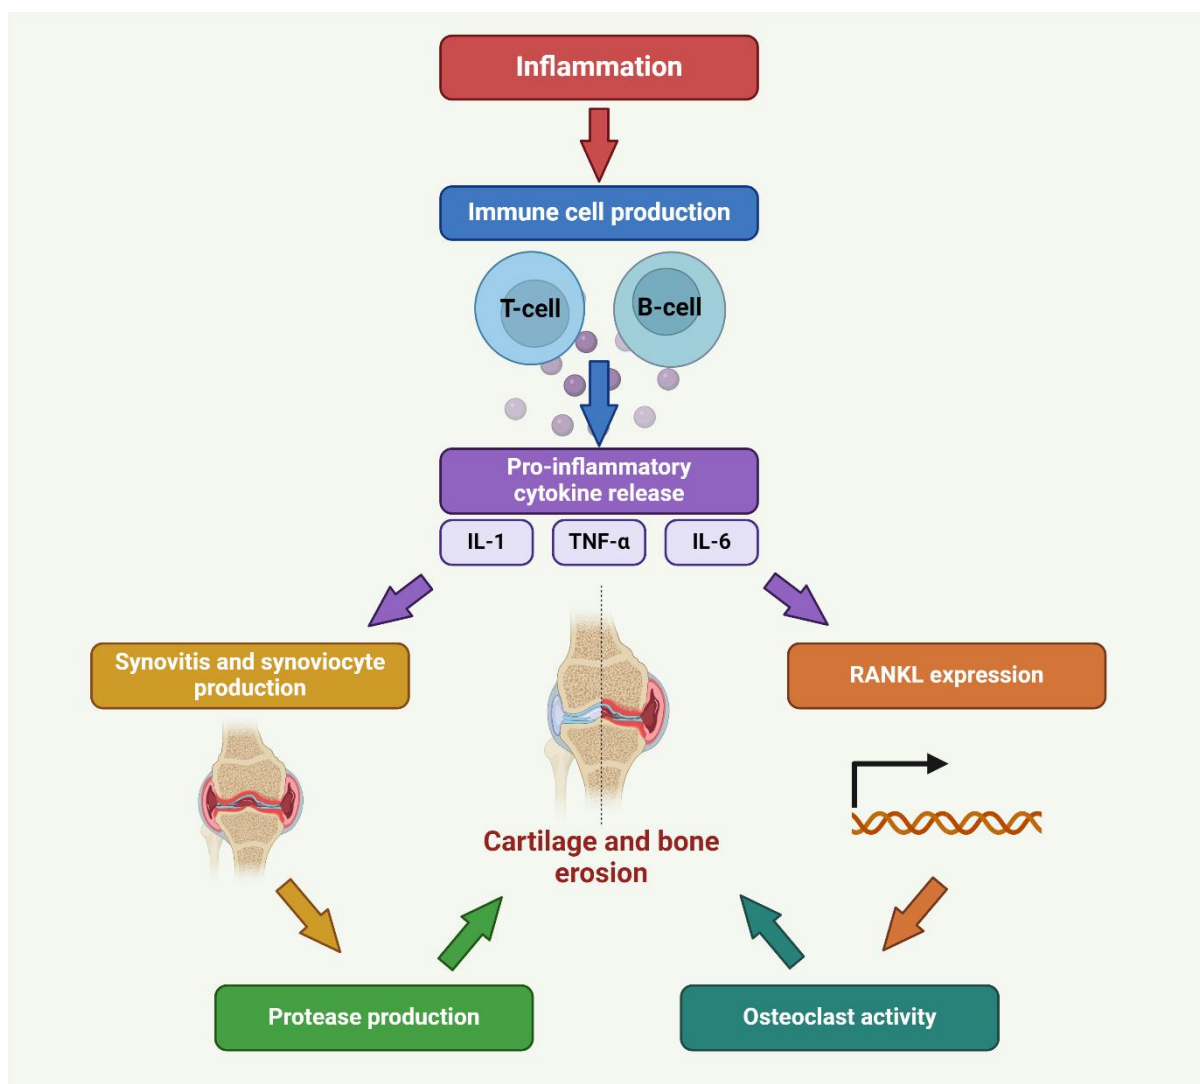 Inflammation
Immune cell production
T-cell
B-cell
Pro-inflammatory
cytokine release
IL-1
TNF-α
IL-6
Synovitis and synoviocyte
production
RANKL expression
Cartilage and bone
erosion
Protease production
Osteoclast activity